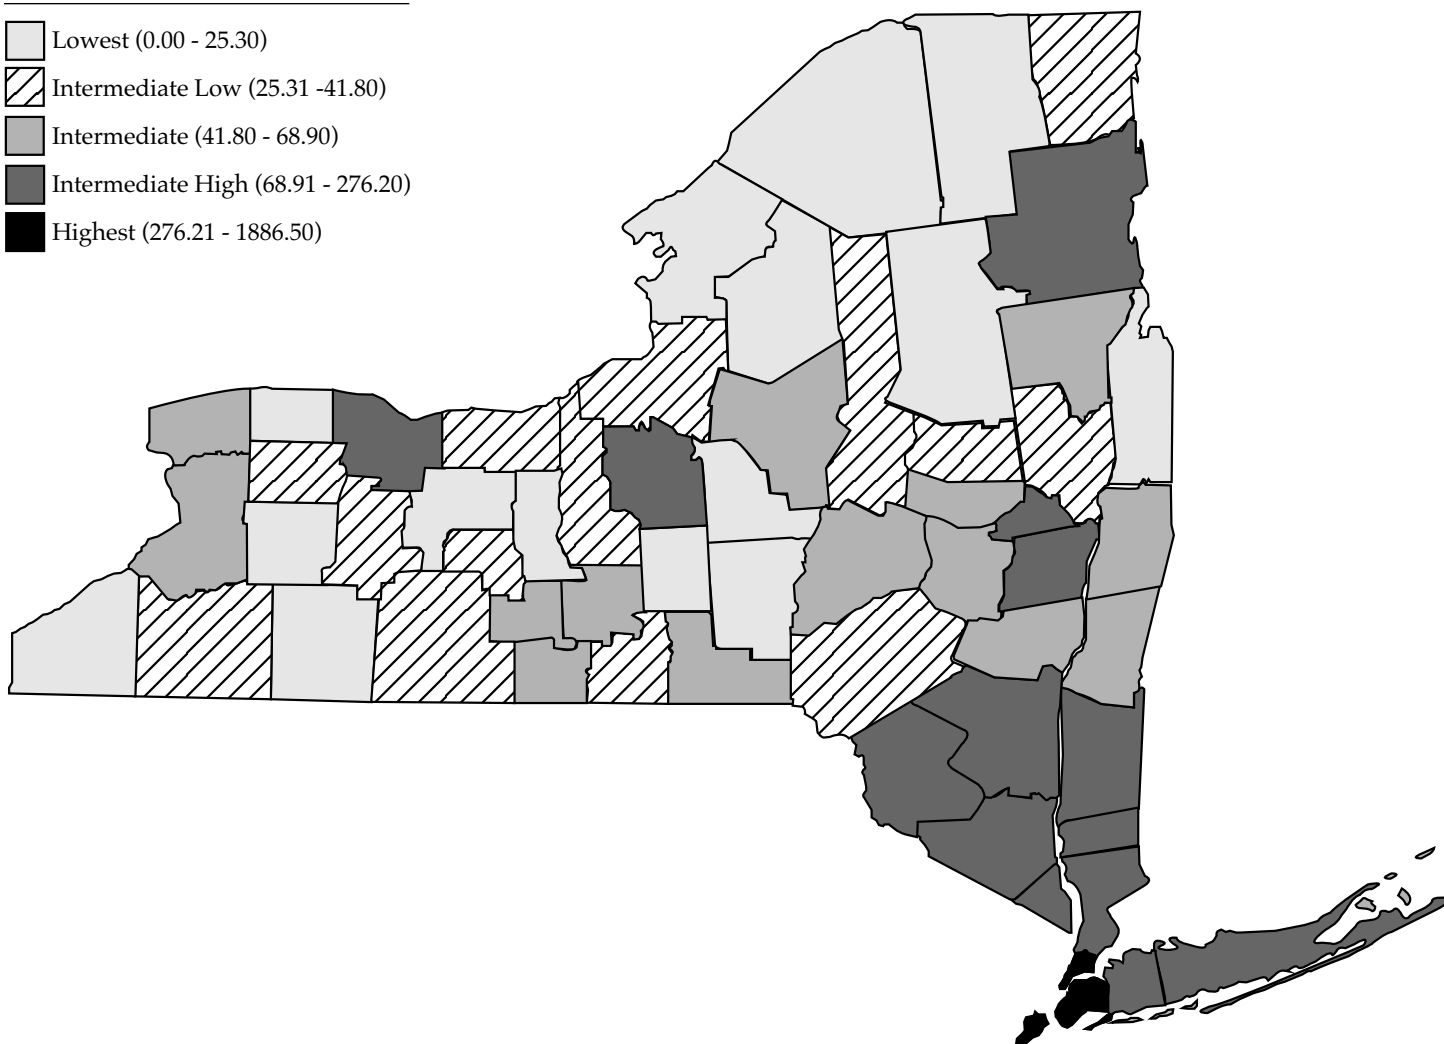 Lowest (0.00 - 25.30)
Intermediate Low (25.31 -41.80)
Intermediate (41.80 - 68.90)
Intermediate High (68.91 - 276.20)
Highest (276.21 - 1886.50)